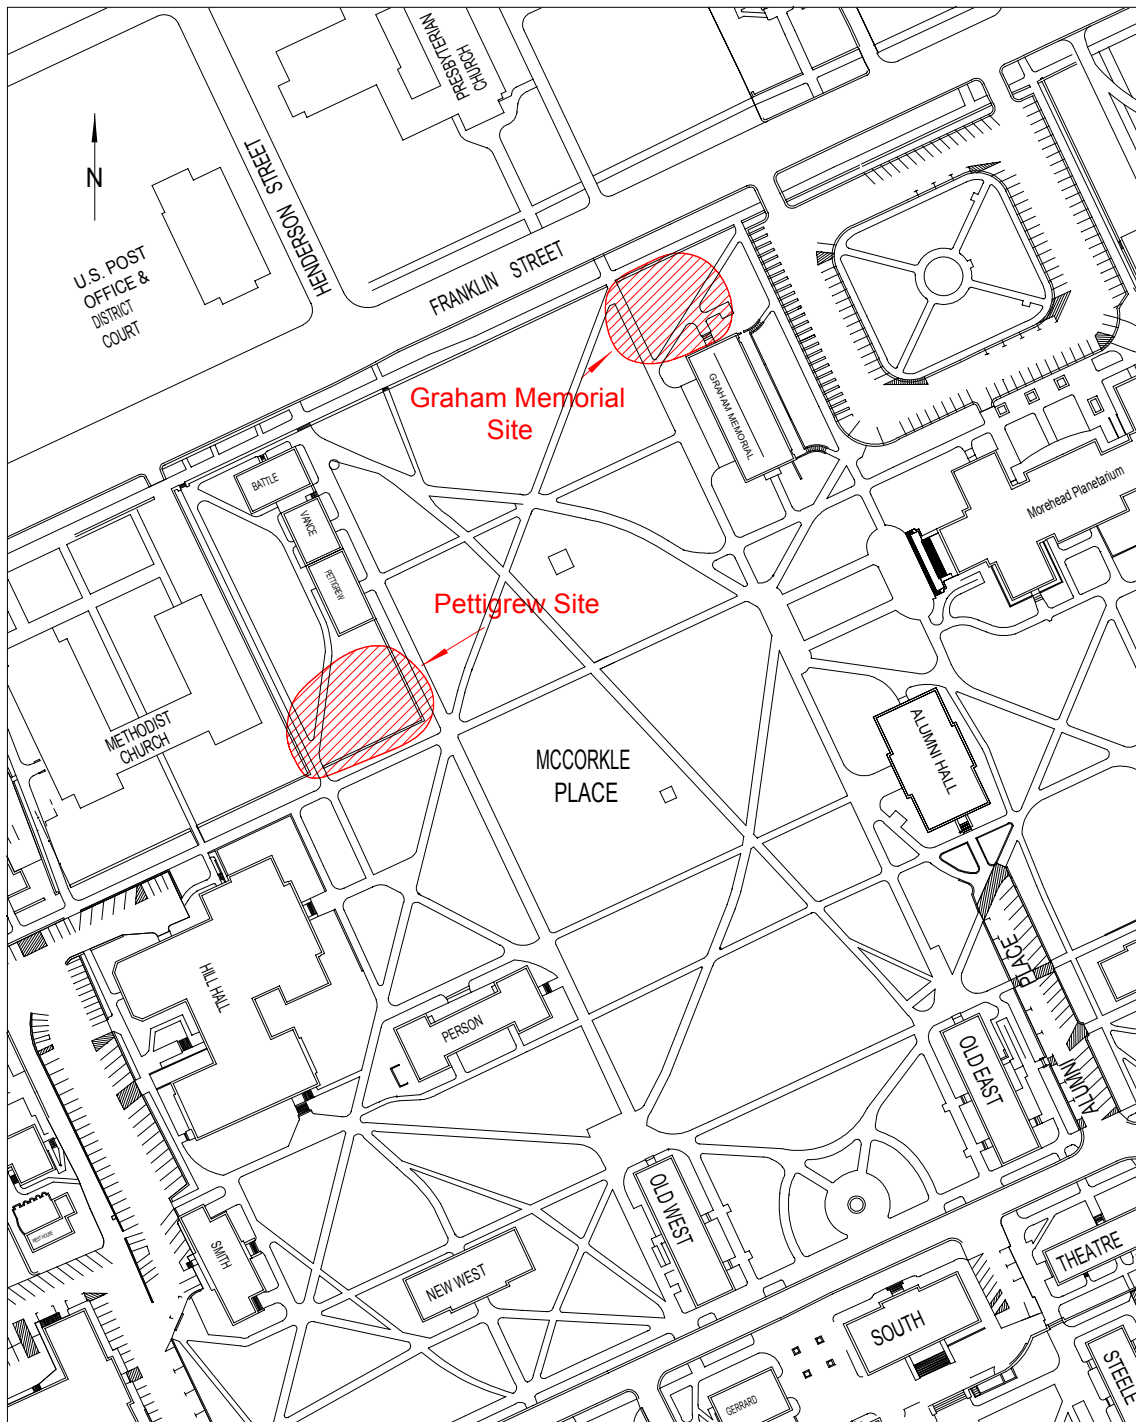 PRESBYTERIAN
CHURCH
HENDERSON STREET
N
U.S. POST
OFFICE &
DISTRICT
COURT
FRANKLIN STREET
Graham Memorial
Site
GRAHAM MEMORIAL
BATTLE
VANCE
PETTIGREW
Morehead Planetarium
Pettigrew Site
METHODIST
CHURCH
MCCORKLE
PLACE
ALUMNI HALL
HILL HALL
PERSON
ALUMNI PLACE
OLD EAST
OLD WEST
WEST HOUSE
SMITH
NEW WEST
THEATRE
SOUTH
STEELE
GERRARD